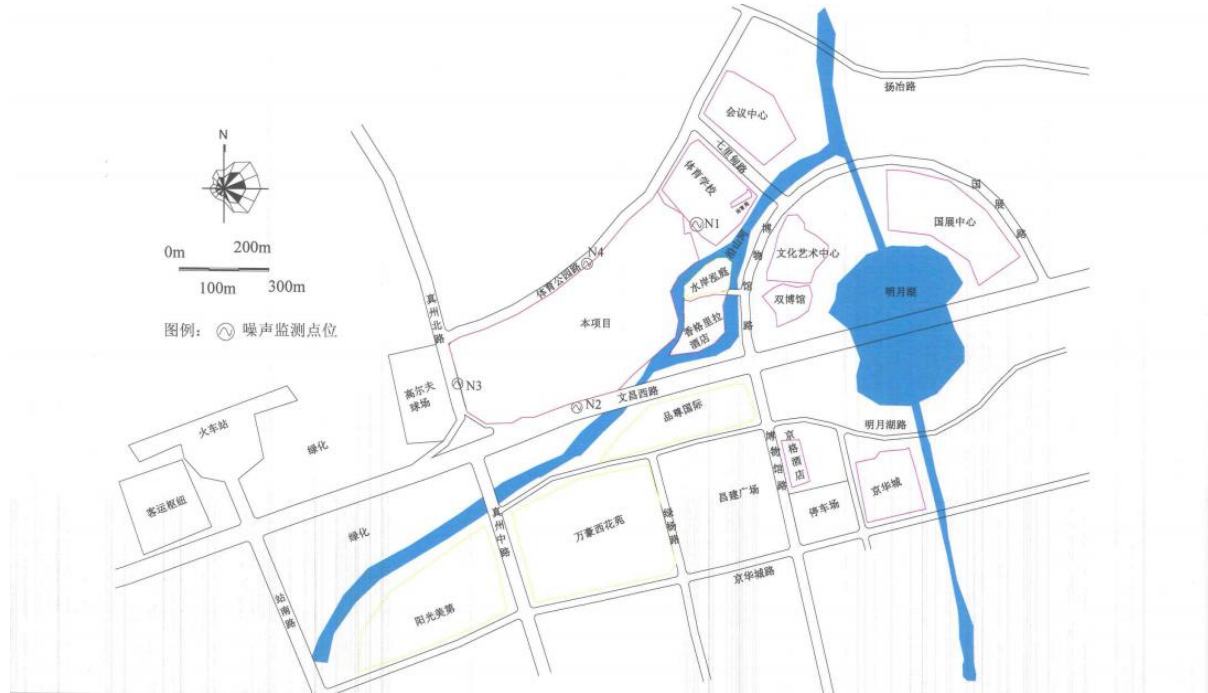 扬冶路
会议中心
N
七里甸路
体育学校
N1
国展路
国展中心
文化艺术中心
0m 200m
100m 300m
N4
体育公园路
水岸泓庭
博物馆路
双博馆
明月湖
图例： 噪声监测点位
真州北路
本项目
香格里拉
酒店
高尔夫
球场
N3
N2
文昌西路
品尊国际
火车站
绿化
明月湖路
博物馆路
京格酒店
客运枢纽
昌建广场
京华城
停车场
绿化
真州中路
万豪西花苑
京华城路
站南路
阳光美第